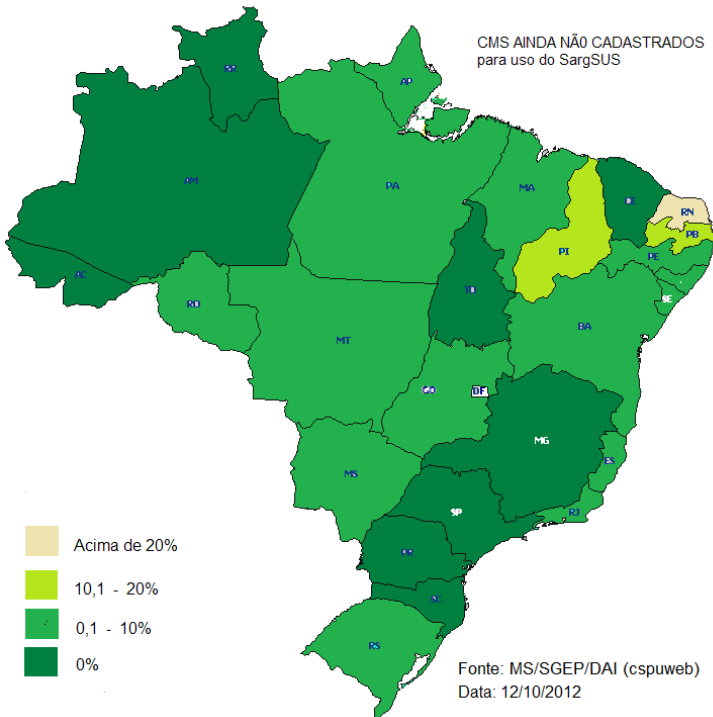 CMS AINDA NÃO CADASTRADOS
para uso do SargSUS
RR
AP
AM
PA
MA
CE
RN
PB
PI
PE
AC
TO
SE
RO
BA
MT
GO
DF
MG
ES
MS
SP
RJ
PR
SC
RS
Acima de 20%
10,1 - 20%
0,1 - 10%
0%
Fonte: MS/SGEP/DAI (cspuweb)
Data: 12/10/2012